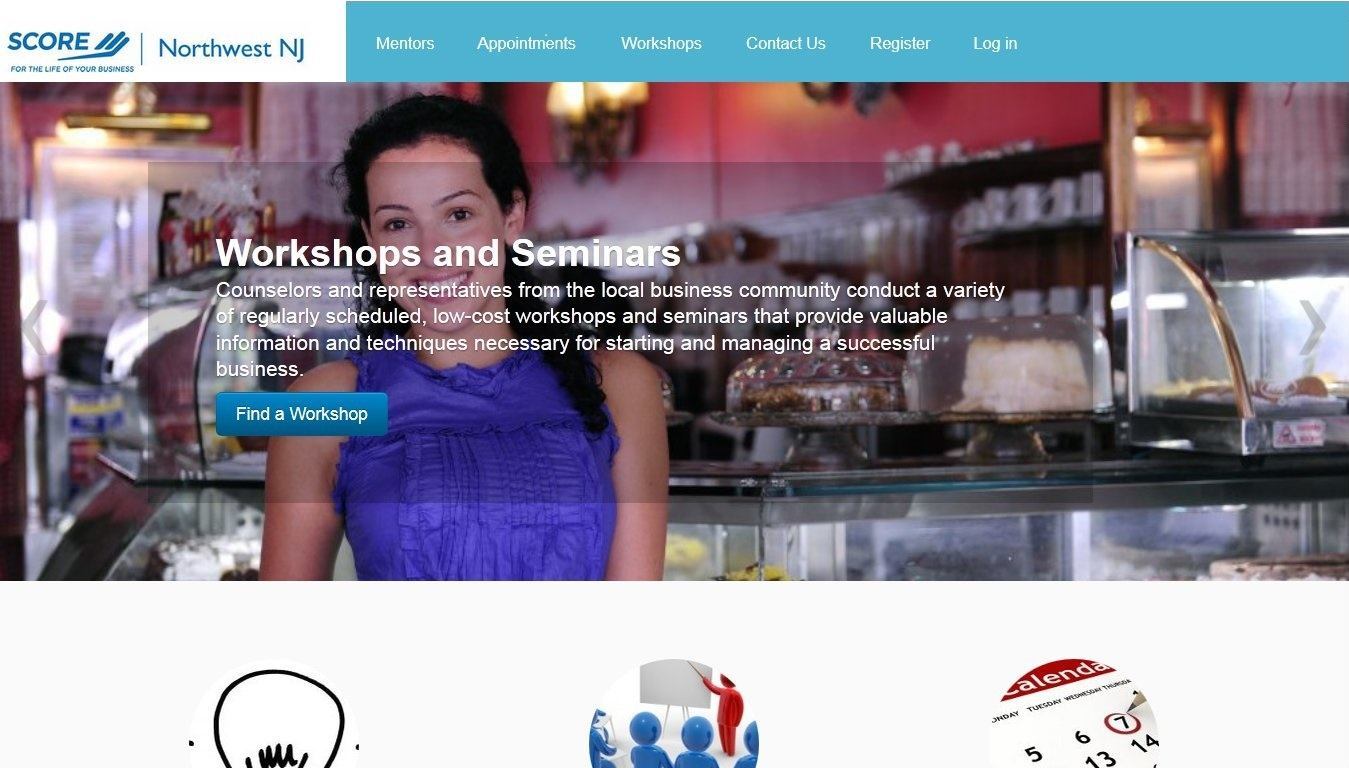 SCORE
FOR THE LIFE OF YOUR BUSINESS
Northwest NJ
Mentors
Appointments
Workshops
Contact Us
Register
Log in
Workshops and Seminars
Counselors and representatives from the local business community conduct a variety
of regularly scheduled, low-cost workshops and seminars that provide valuable
information and techniques necessary for starting and managing a successful
business.
Find a Workshop
Calenda
ONDAY TUESDAY WEDNESDAY THURSDA
5 6 7
13 14